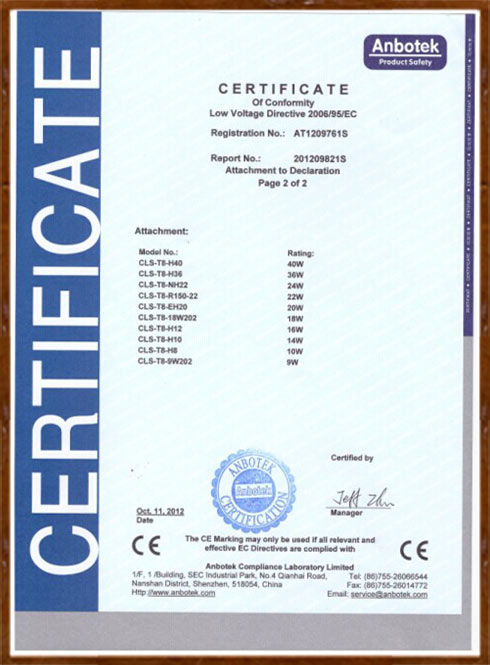 CERTIFICATE
Anbotek
Product Safety
CERTIFICATE
Of Conformity
Low Voltage Directive 2006/95/EC
Registration No.: AT1209761S
Report No.: 201209821S
Attachment to Declaration
Page 2 of 2
Attachment:
Model No.: Rating:
CLS-T8-H40 40W
CLS-T8-H36 36W
CLS-T8-NH22 24W
CLS-T8-R150-22 22W
CLS-T8-EH20 20W
CLS-T8-18W202 18W
CLS-T8-H12 16W
CLS-T8-H10 14W
CLS-T8-H8 10W
CLS-T8-9W202 9W
Certified by
ANBOTEK
Anbotek
CERTIFICATION
Jeff Zhu
Oct. 11, 2012
Date
Manager
CE
The CE Marking may only be used if all relevant and
effective EC Directives are complied with
CE
Anbotek Compliance Laboratory Limited
1/F, 1 /Building, SEC Industrial Park, No.4 Qianhai Road,
Nanshan District, Shenzhen, 518054, China
Http://www.anbotek.com
Tel: (86)755-26066544
Fax: (86)755-26014772
Email: service@anbotek.com